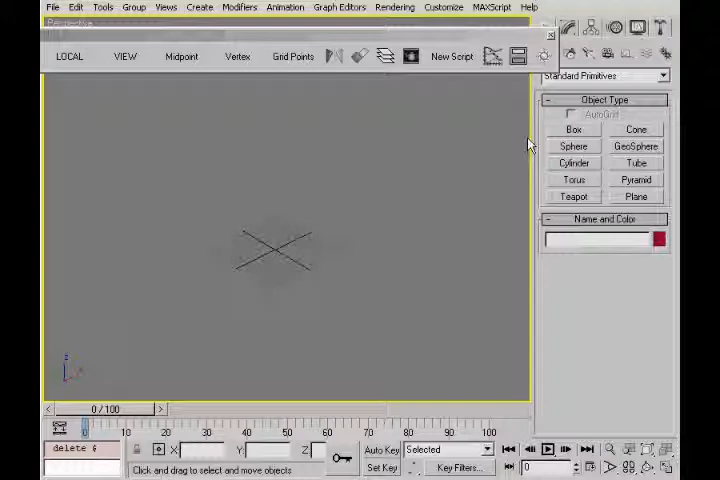 File Edit Tools Group Views Create Modifiers Animation Graph Editors Rendering Customize MAXScript Help
Perspective
LOCAL VIEW Midpoint Vertex Grid Points New Script
Standard Primitives
- Object Type
AutoGrid
Box Cone
Sphere GeoSphere
Cylinder Tube
Torus Pyramid
Teapot Plane
- Name and Color
z
< 0 / 100 >
0 10 20 30 40 50 60 70 80 90 100
delete $ X: Y: Z: Auto Key Selected
Click and drag to select and move objects Set Key Key Filters... 0